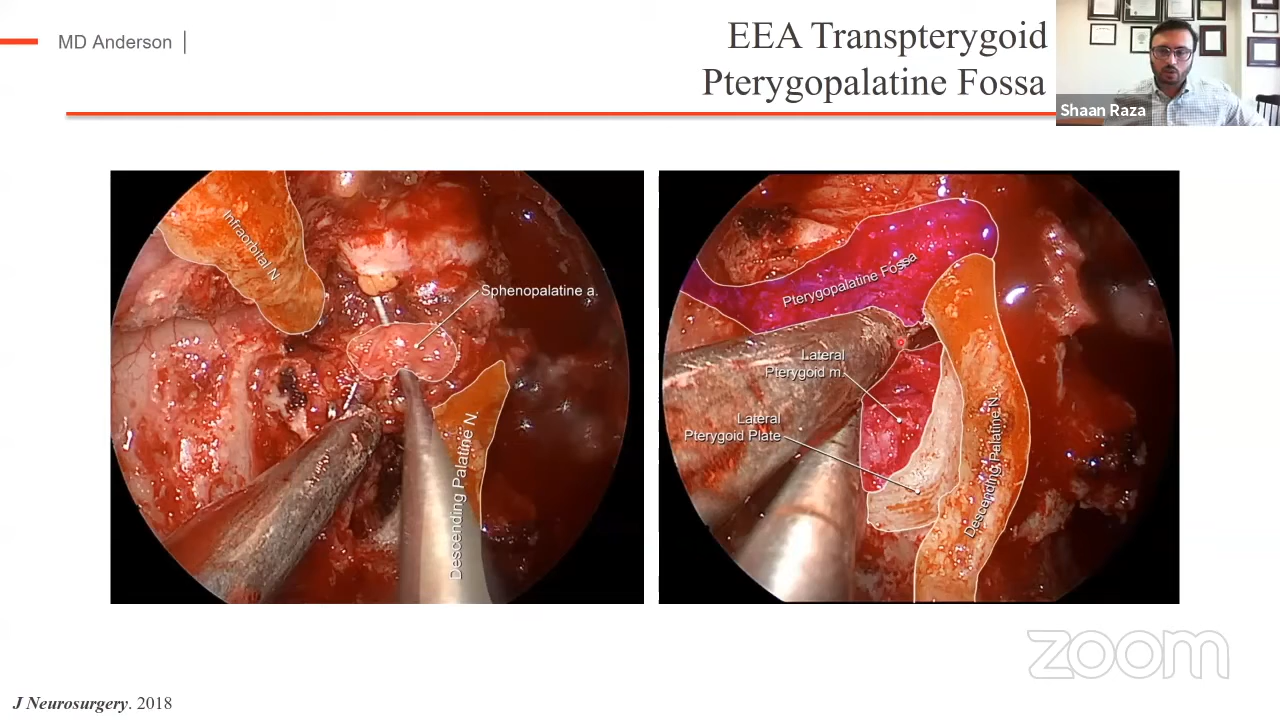 MD Anderson |
EEA Transpterygoid
Pterygopalatine Fossa
Shaan Raza
Infraorbital N
Sphenopalatine a.
Descending Palatine N.
Pterygopalatine Fossa
Lateral
Pterygoid m.
Lateral
Pterygoid Plate
Descending Palatine N.
zoom
J Neurosurgery. 2018